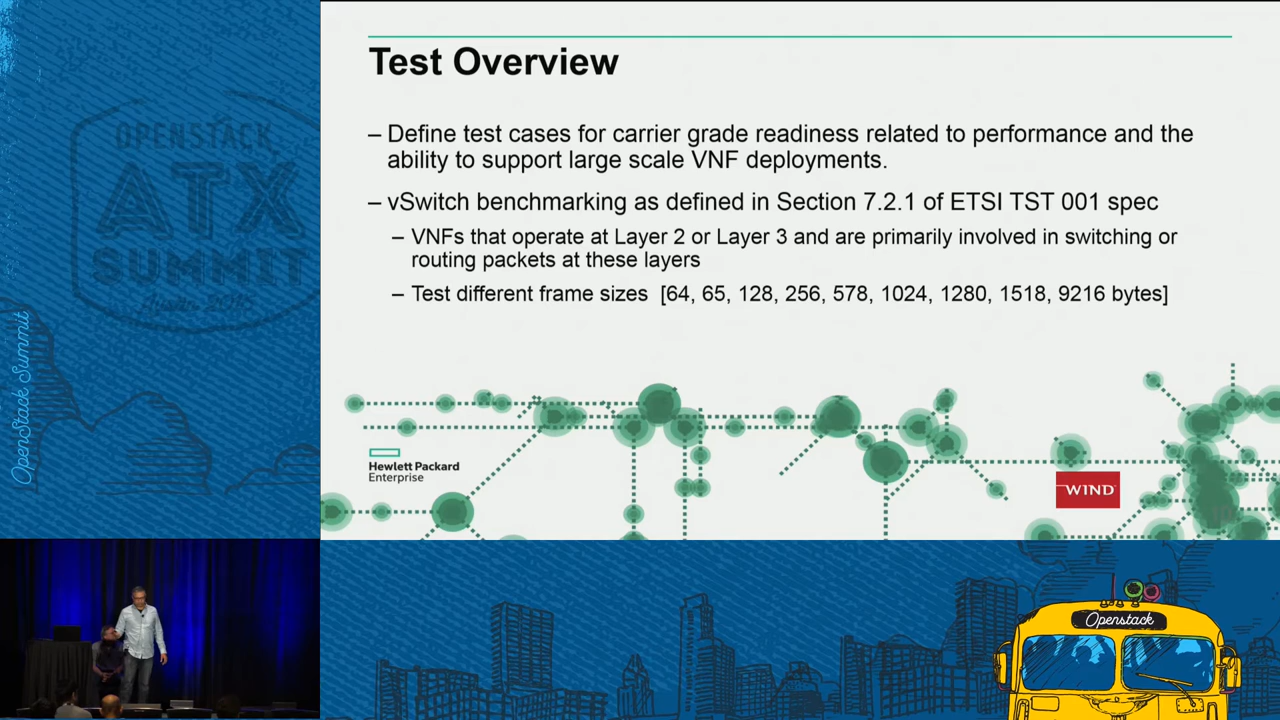 Test Overview
– Define test cases for carrier grade readiness related to performance and the
ability to support large scale VNF deployments.
– vSwitch benchmarking as defined in Section 7.2.1 of ETSI TST 001 spec
– VNFs that operate at Layer 2 or Layer 3 and are primarily involved in switching or
routing packets at these layers
– Test different frame sizes [64, 65, 128, 256, 578, 1024, 1280, 1518, 9216 bytes]
Hewlett Packard
Enterprise
WIND
OPENSTACK
ATX
SUMMIT
Austin 2016
OpenStack Summit
Openstack